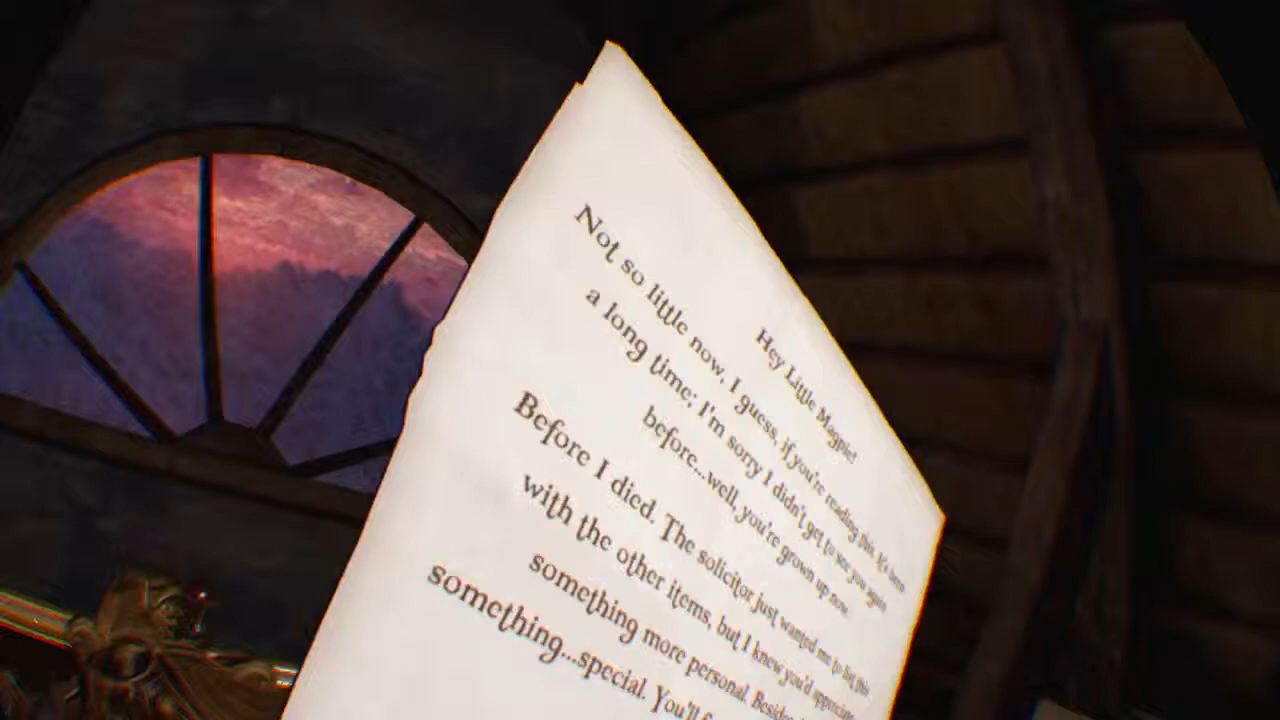 Hey Little Magpie!
Not so little now, I guess, if you're reading this. It's been
a long time; I'm sorry I didn't get to see you again
before...well, you're grown up now.
Before I died. The solicitor just wanted me to list this
with the other items, but I knew you'd appreciate
something more personal. Besides
something...special. You'll